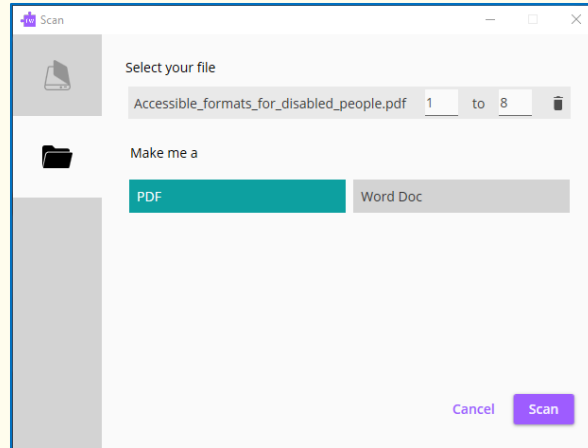 Scan
Select your file
Accessible_formats_for_disabled_people.pdf 1 to 8
Make me a
PDF Word Doc
Cancel Scan